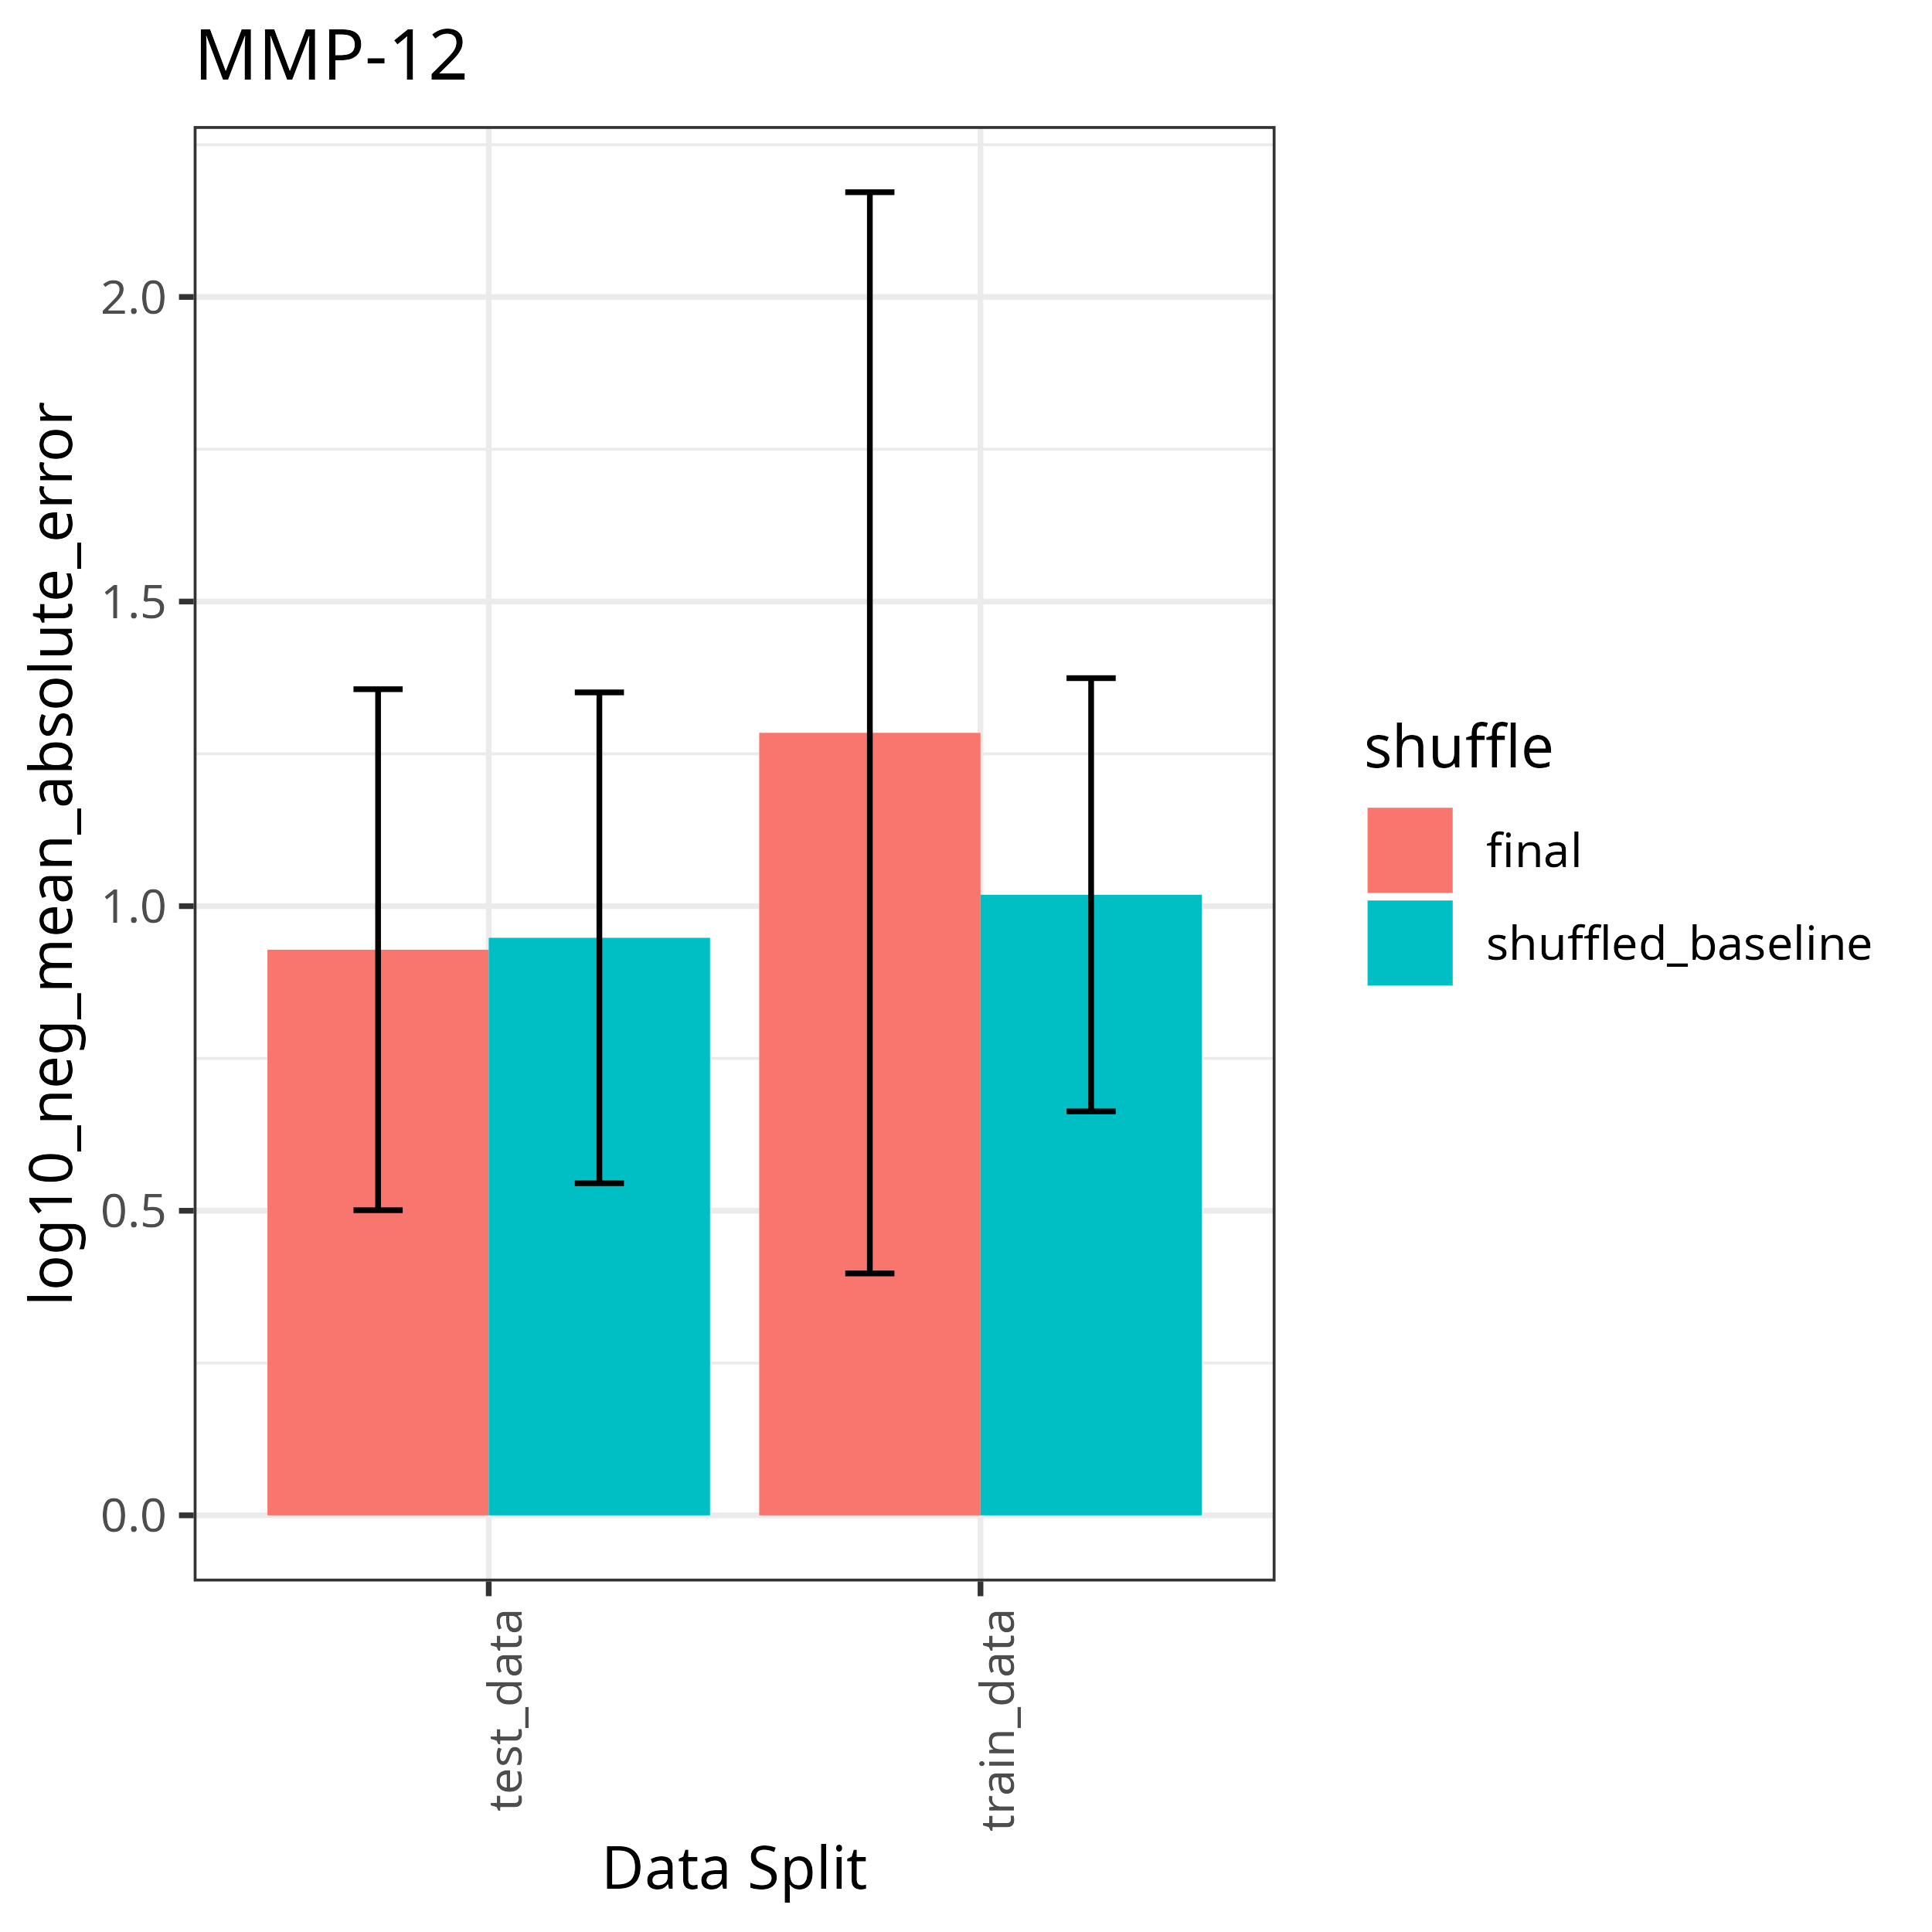 MMP-12
log10_neg_mean_absolute_error
2.0
1.5
1.0
0.5
0.0
test_data
train_data
Data Split
shuffle
final
shuffled_baseline